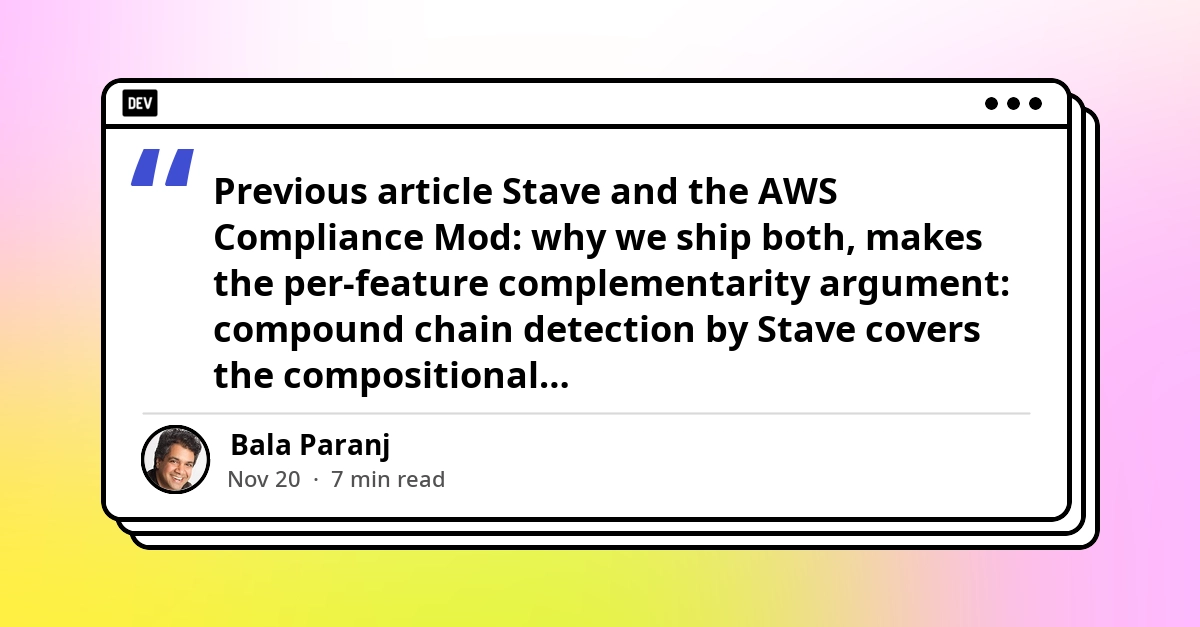 DEV
“
Previous article Stave and the AWS
Compliance Mod: why we ship both, makes
the per-feature complementarity argument:
compound chain detection by Stave covers
the compositional...
Bala Paranj
Nov 20 · 7 min read